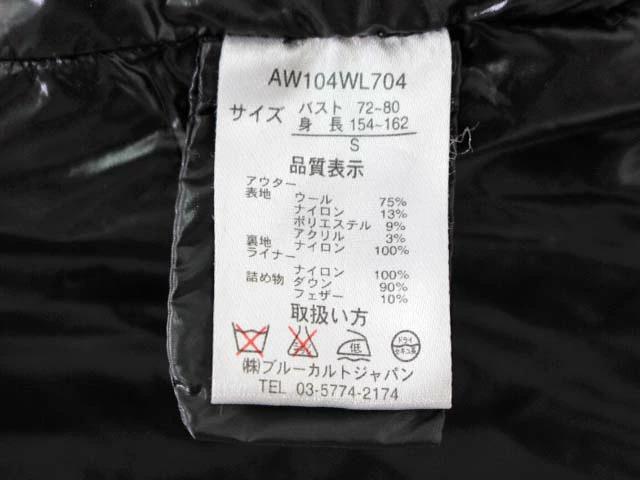 AW104WL704
サイズ バスト 72~80
身長 154~162
S
品質表示
アウター
表地 ウール 75%
ナイロン 13%
ポリエステル 9%
アクリル 3%
裏地 ナイロン 100%
ライナー
ナイロン 100%
詰め物 ダウン 90%
フェザー 10%
取扱い方
低 ドライ セキユ系
㈱ブルーカルトジャパン
TEL 03-5774-2174